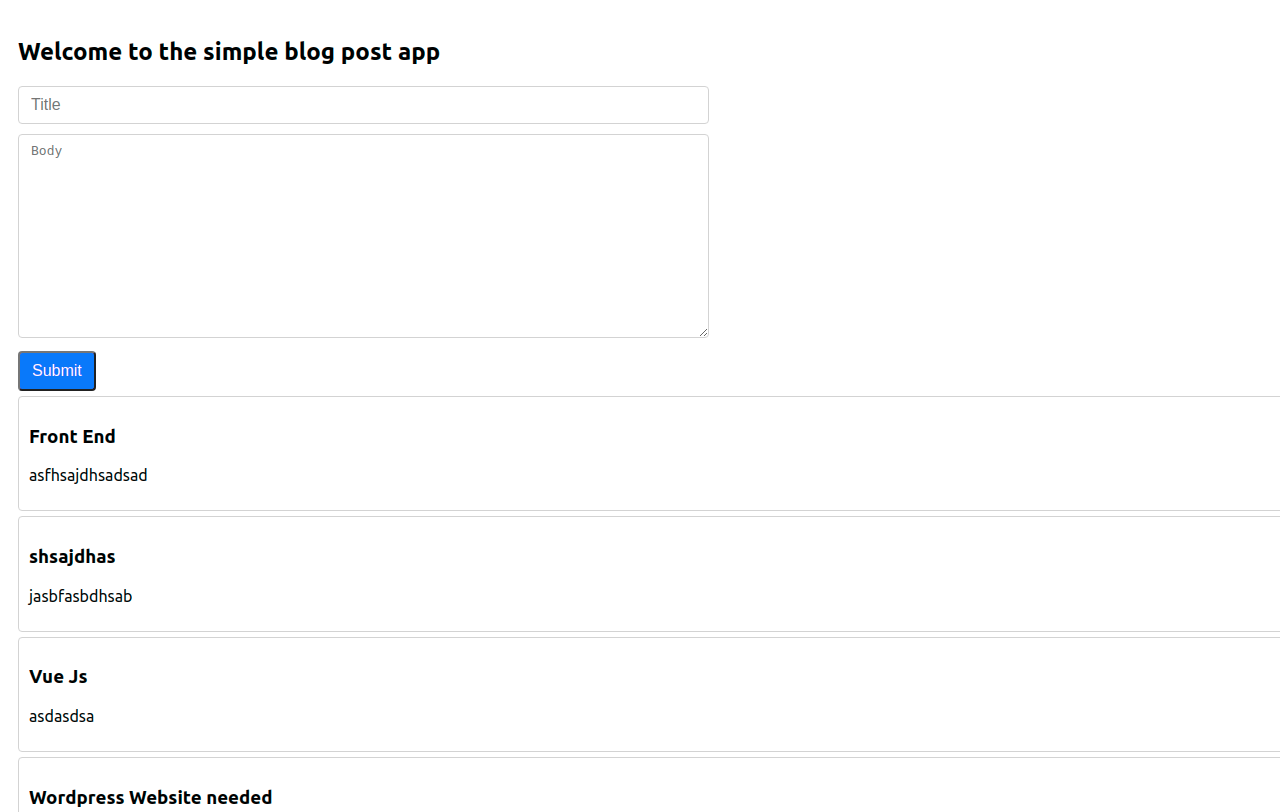 Welcome to the simple blog post app
Title
Body
Submit
Front End
asfhsajdhsadsad
shsajdhas
jasbfasbdhsab
Vue Js
asdasdsa
Wordpress Website needed